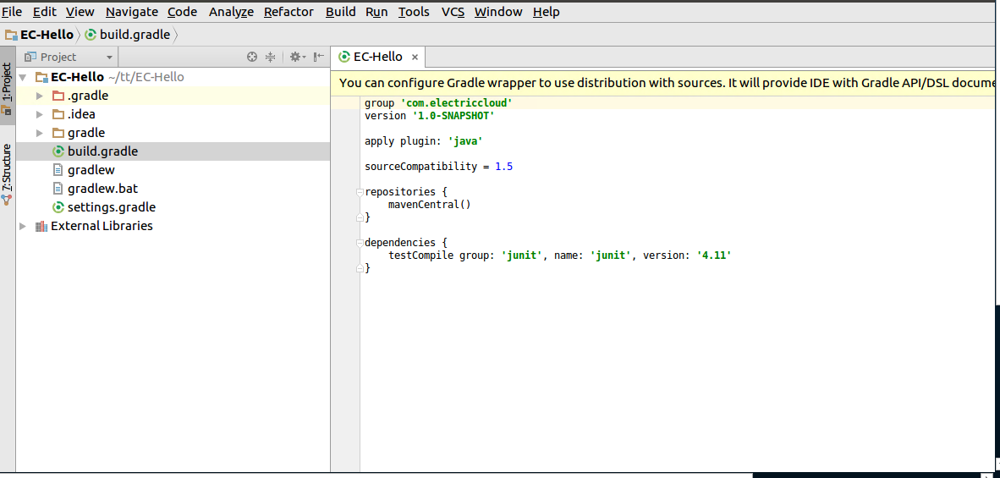 File Edit View Navigate Code Analyze Refactor Build Run Tools VCS Window Help
EC-Hello build.gradle
1: Project
7: Structure
Project
EC-Hello ~/tt/EC-Hello
.gradle
.idea
gradle
build.gradle
gradlew
gradlew.bat
settings.gradle
External Libraries
EC-Hello ×
You can configure Gradle wrapper to use distribution with sources. It will provide IDE with Gradle API/DSL docume
group 'com.electriccloud'
version '1.0-SNAPSHOT'
apply plugin: 'java'
sourceCompatibility = 1.5
repositories {
    mavenCentral()
}
dependencies {
    testCompile group: 'junit', name: 'junit', version: '4.11'
}